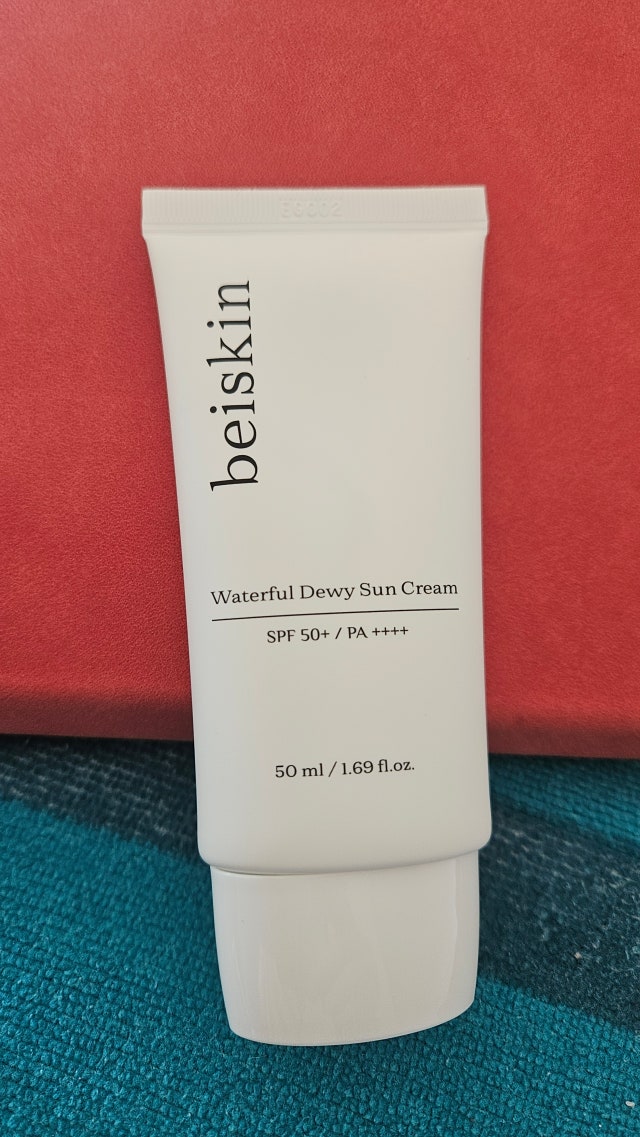 beiskin
Waterful Dewy Sun Cream
SPF 50+ / PA ++++
50 ml / 1.69 fl.oz.